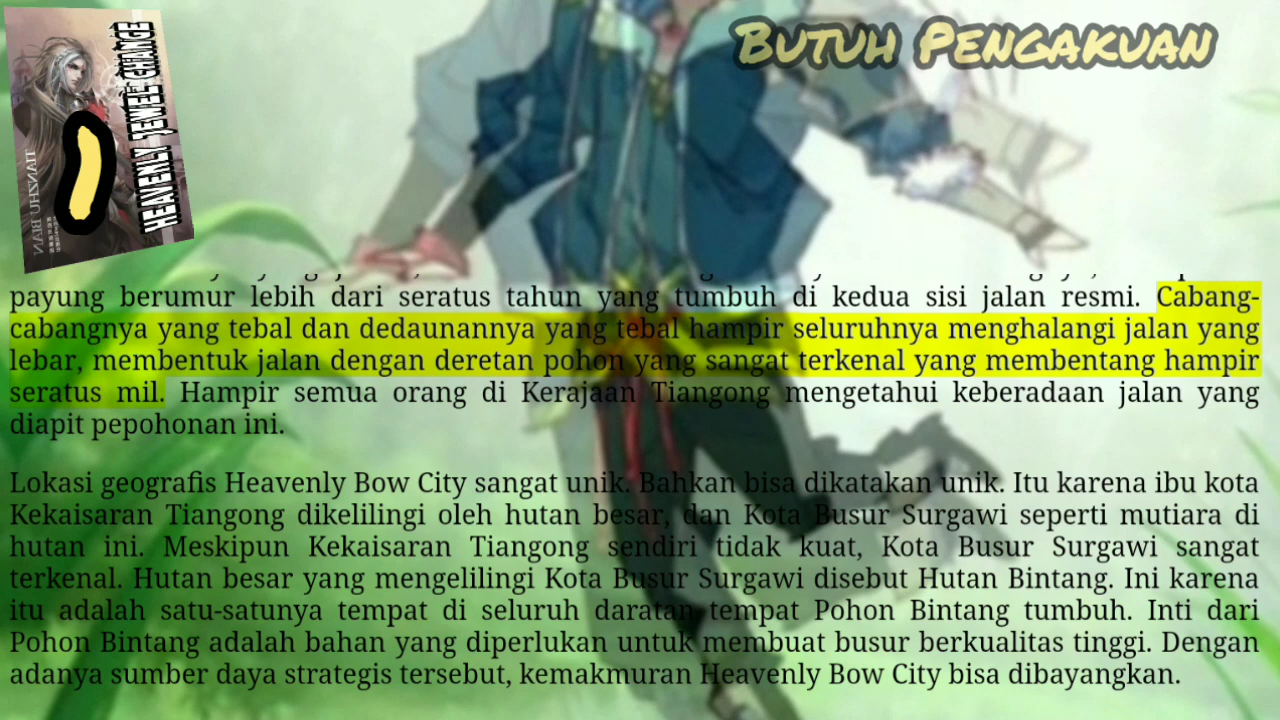 BUTUH PENGAKUAN
HEAVENLY JEWEL CHANGE
TIANZHU BIAN
payung berumur lebih dari seratus tahun yang tumbuh di kedua sisi jalan resmi. Cabang-
cabangnya yang tebal dan dedaunannya yang tebal hampir seluruhnya menghalangi jalan yang
lebar, membentuk jalan dengan deretan pohon yang sangat terkenal yang membentang hampir
seratus mil. Hampir semua orang di Kerajaan Tiangong mengetahui keberadaan jalan yang
diapit pepohonan ini.
Lokasi geografis Heavenly Bow City sangat unik. Bahkan bisa dikatakan unik. Itu karena ibu kota
Kekaisaran Tiangong dikelilingi oleh hutan besar, dan Kota Busur Surgawi seperti mutiara di
hutan ini. Meskipun Kekaisaran Tiangong sendiri tidak kuat, Kota Busur Surgawi sangat
terkenal. Hutan besar yang mengelilingi Kota Busur Surgawi disebut Hutan Bintang. Ini karena
itu adalah satu-satunya tempat di seluruh daratan tempat Pohon Bintang tumbuh. Inti dari
Pohon Bintang adalah bahan yang diperlukan untuk membuat busur berkualitas tinggi. Dengan
adanya sumber daya strategis tersebut, kemakmuran Heavenly Bow City bisa dibayangkan.